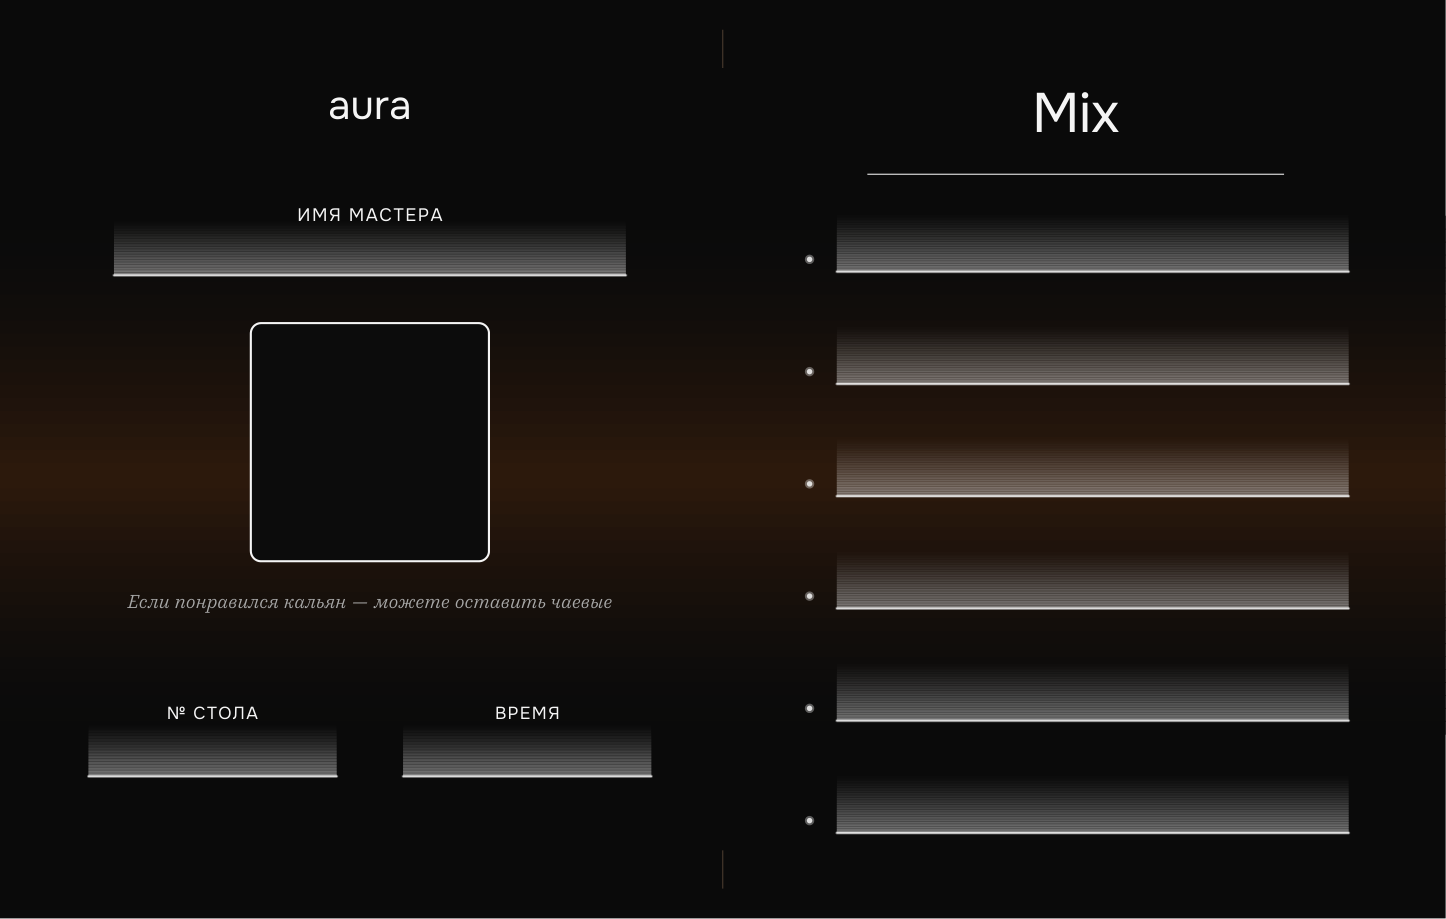 aura
ИМЯ МАСТЕРА
Если понравился кальян — можете оставить чаевые
№ СТОЛА
ВРЕМЯ
Mix